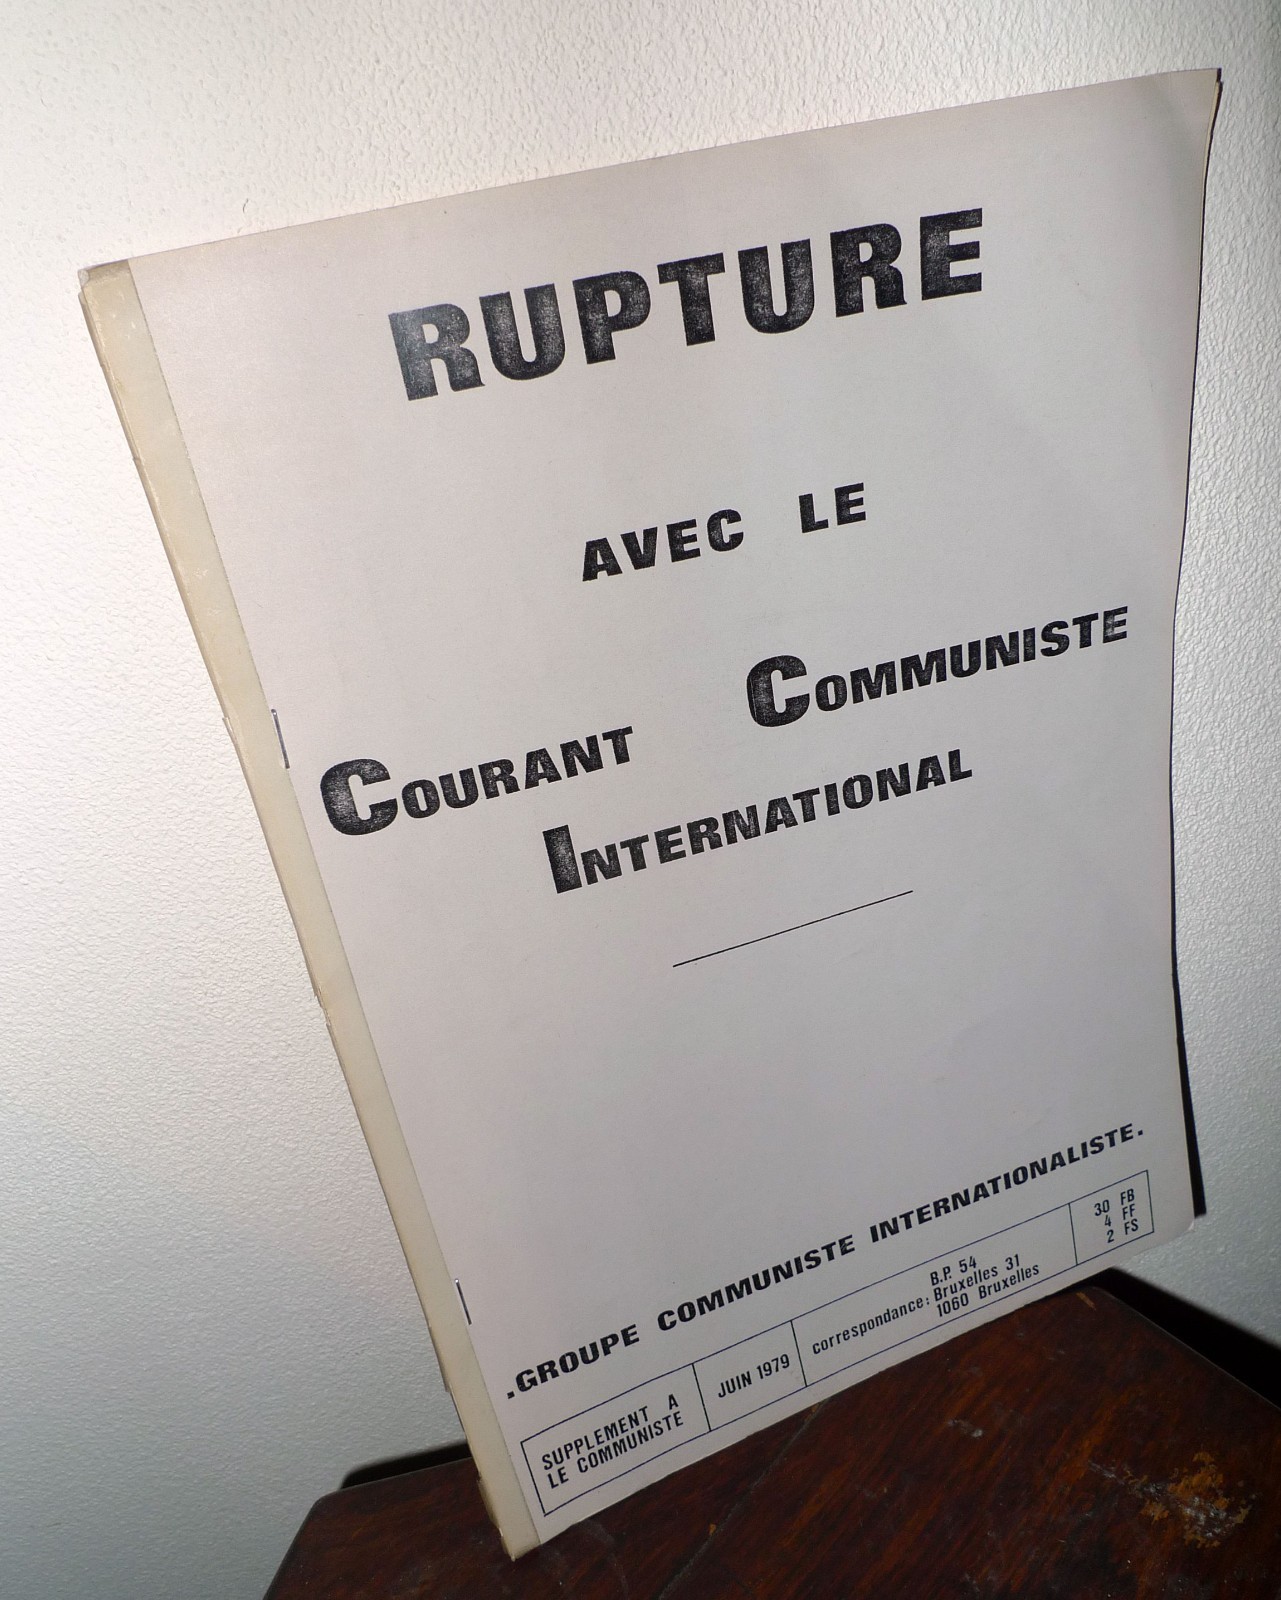 RUPTURE
AVEC LE
COURANT COMMUNISTE
INTERNATIONAL
.GROUPE COMMUNISTE INTERNATIONALISTE.
SUPPLEMENT A
LE COMMUNISTE
JUIN 1979
B.P. 54
correspondance: Bruxelles 31
1060 Bruxelles
30 FB
4 FF
2 FS